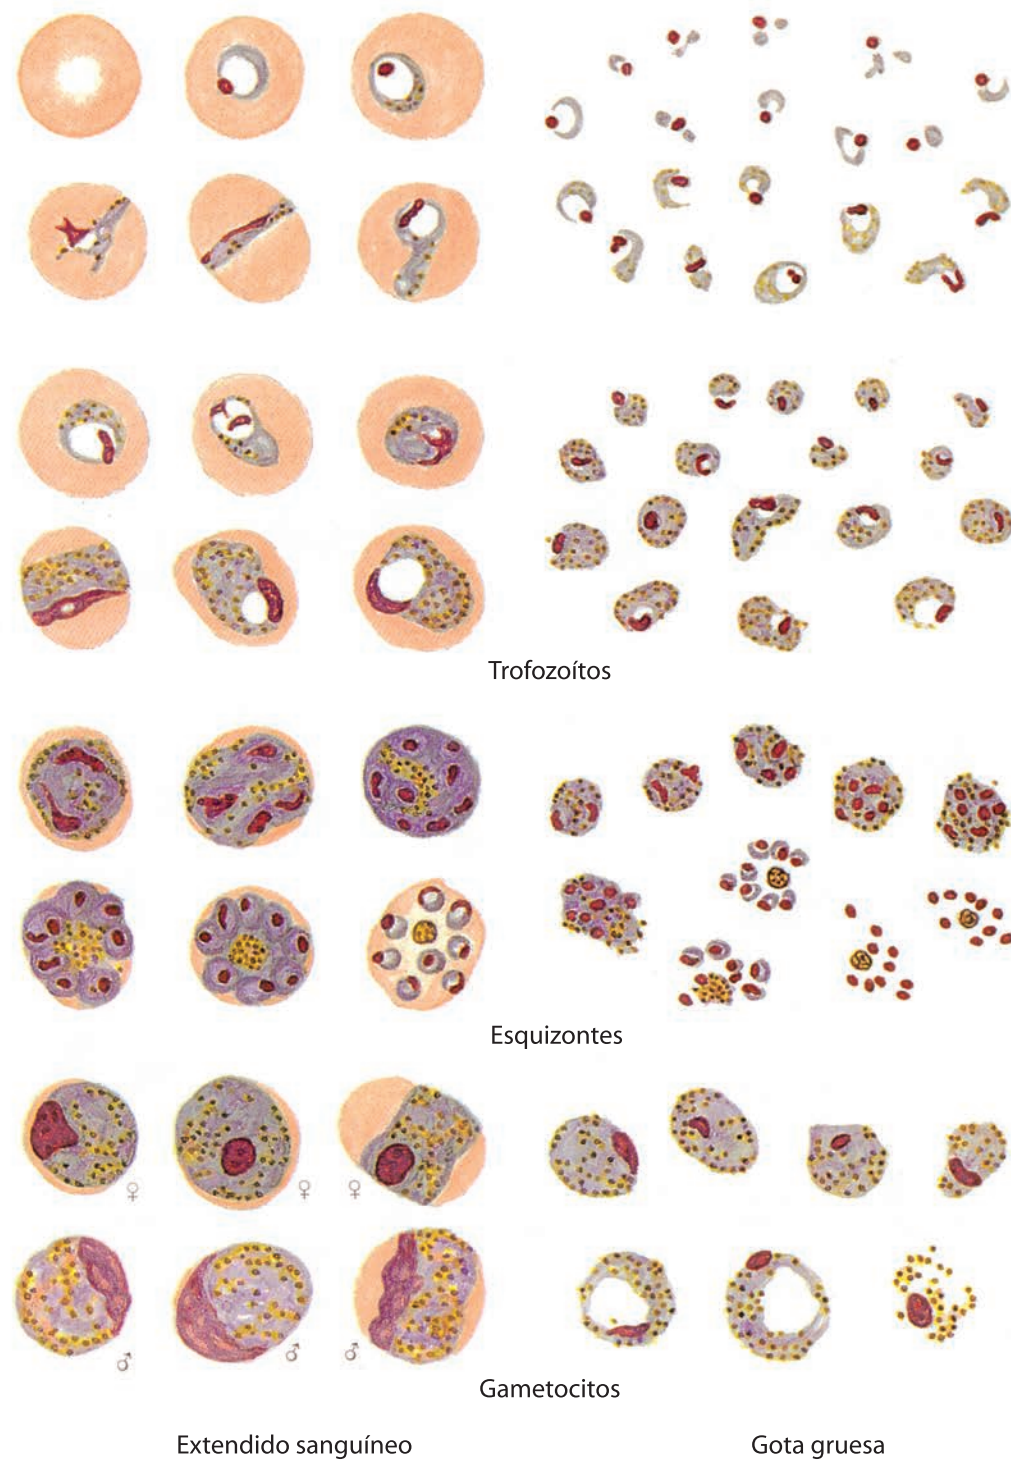 Trofozoítos
Esquizontes
♀ ♀ ♀
♂ ♂ ♂
Gametocitos
Extendido sanguíneo Gota gruesa